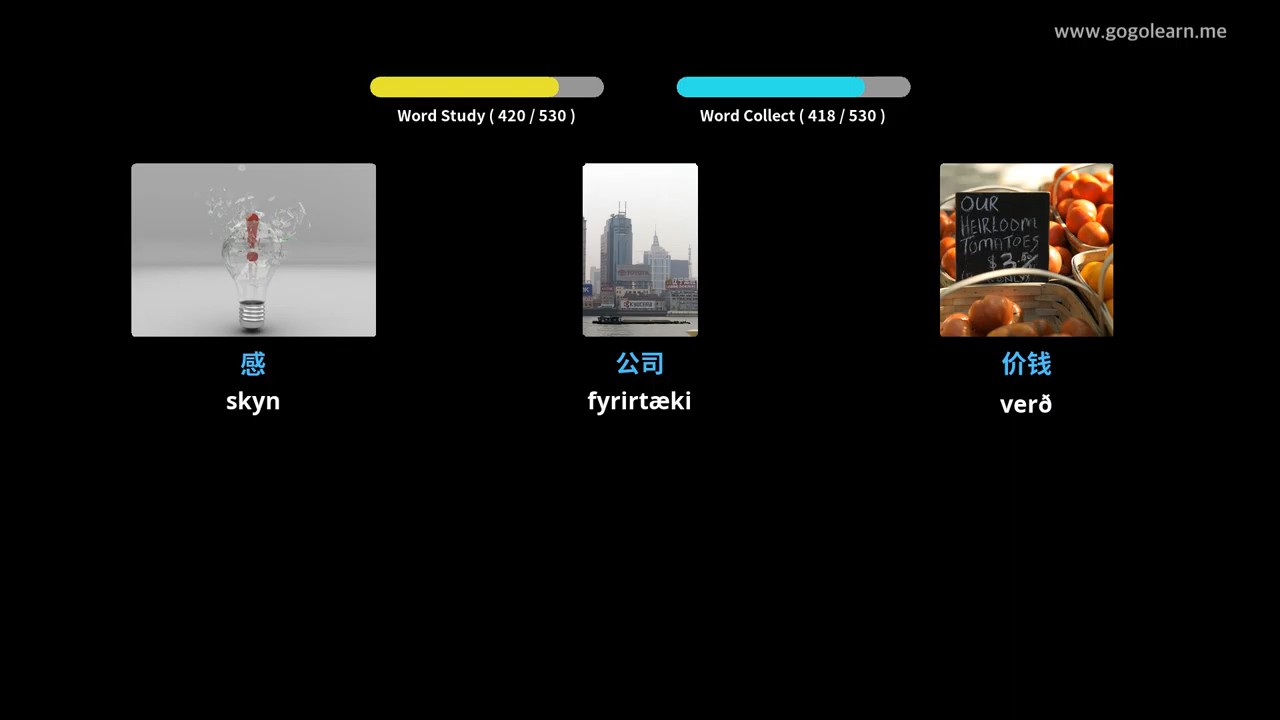 www.gogolearn.me
Word Study ( 420 / 530 )
Word Collect ( 418 / 530 )
OUR
HEIRLOOM
TOMATOES
TOYOTA
感
公司
价钱
skyn
fyrirtæki
verð